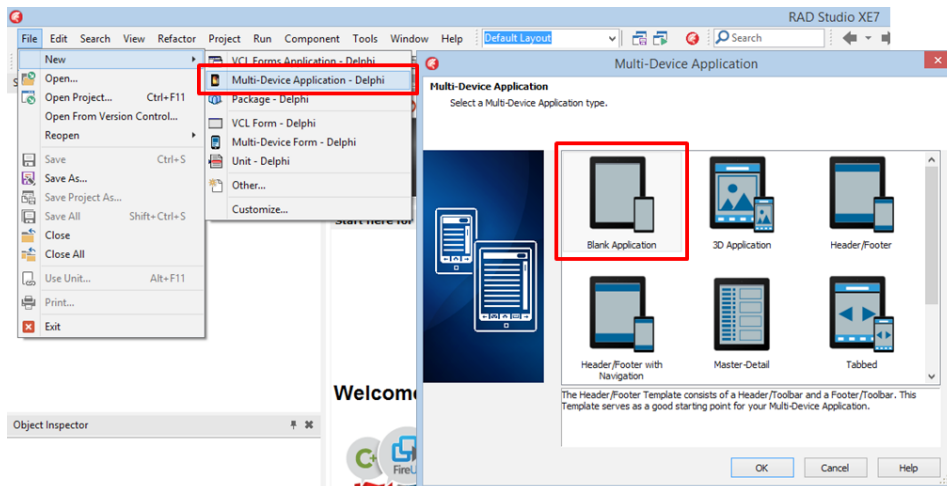 RAD Studio XE7
File Edit Search View Refactor Project Run Component Tools Window Help Default Layout Search
New
Open...
Open Project... Ctrl+F11
Open From Version Control...
Reopen
Save Ctrl+S
Save As...
Save Project As...
Save All Shift+Ctrl+S
Close
Close All
Use Unit... Alt+F11
Print...
Exit
VCL Forms Application - Delphi
Multi-Device Application - Delphi
Package - Delphi
VCL Form - Delphi
Multi-Device Form - Delphi
Unit - Delphi
Other...
Customize...
Start here for
Welcome
Object Inspector
C+
FireU
Multi-Device Application
Multi-Device Application
Select a Multi-Device Application type.
Blank Application
3D Application
Header/Footer
Header/Footer with
Navigation
Master-Detail
Tabbed
The Header/Footer Template consists of a Header/Toolbar and a Footer/Toolbar. This
Template serves as a good starting point for your Multi-Device Application.
OK Cancel Help